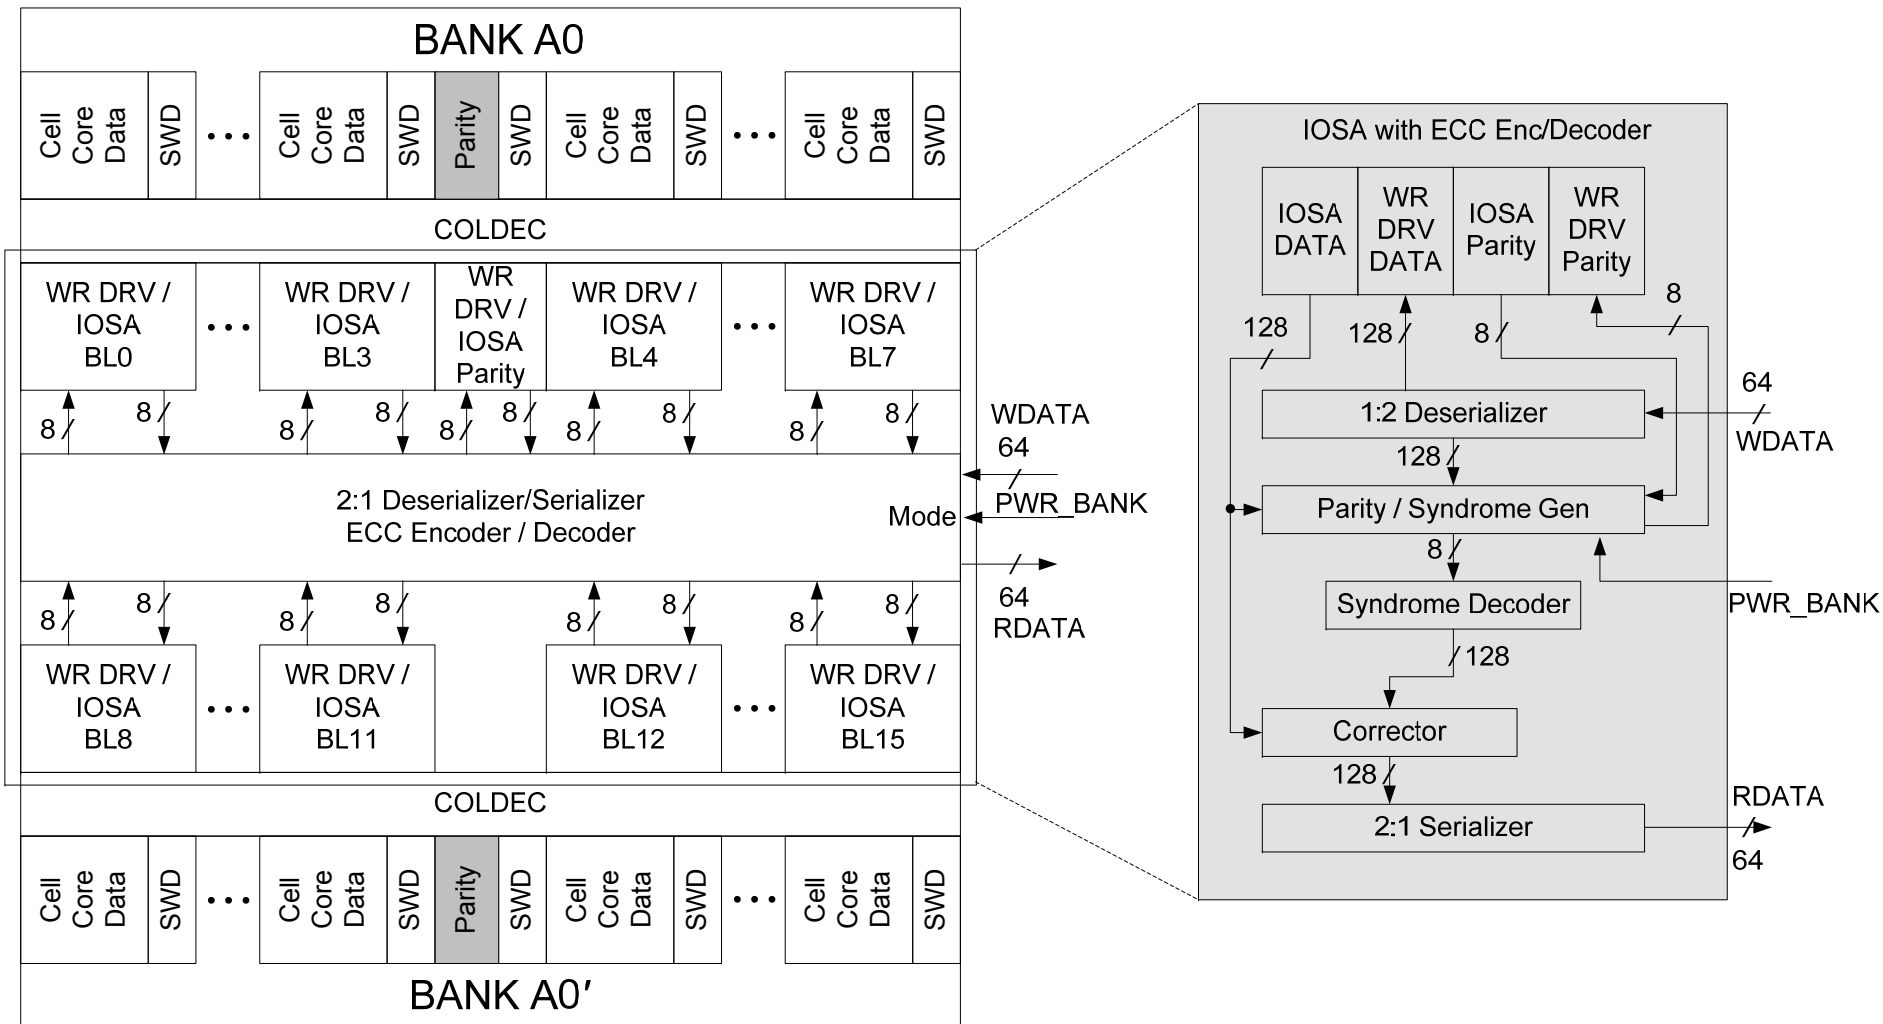 BANK A0
Cell
Core
Data
SWD
...
Cell
Core
Data
SWD
Parity
SWD
Cell
Core
Data
SWD
...
Cell
Core
Data
SWD
COLDEC
WR DRV /
IOSA
BL0
...
WR DRV /
IOSA
BL3
WR
DRV /
IOSA
Parity
WR DRV /
IOSA
BL4
...
WR DRV /
IOSA
BL7
8
8
8
8
8
8
8
8
8
8
2:1 Deserializer/Serializer
ECC Encoder / Decoder
Mode
WDATA
64
PWR_BANK
64
RDATA
8
8
8
8
8
8
8
8
WR DRV /
IOSA
BL8
...
WR DRV /
IOSA
BL11
WR DRV /
IOSA
BL12
...
WR DRV /
IOSA
BL15
COLDEC
Cell
Core
Data
SWD
...
Cell
Core
Data
SWD
Parity
SWD
Cell
Core
Data
SWD
...
Cell
Core
Data
SWD
BANK A0′
IOSA with ECC Enc/Decoder
IOSA
DATA
WR
DRV
DATA
IOSA
Parity
WR
DRV
Parity
128
128
8
8
1:2 Deserializer
64
WDATA
128
Parity / Syndrome Gen
8
PWR_BANK
Syndrome Decoder
128
Corrector
128
2:1 Serializer
RDATA
64